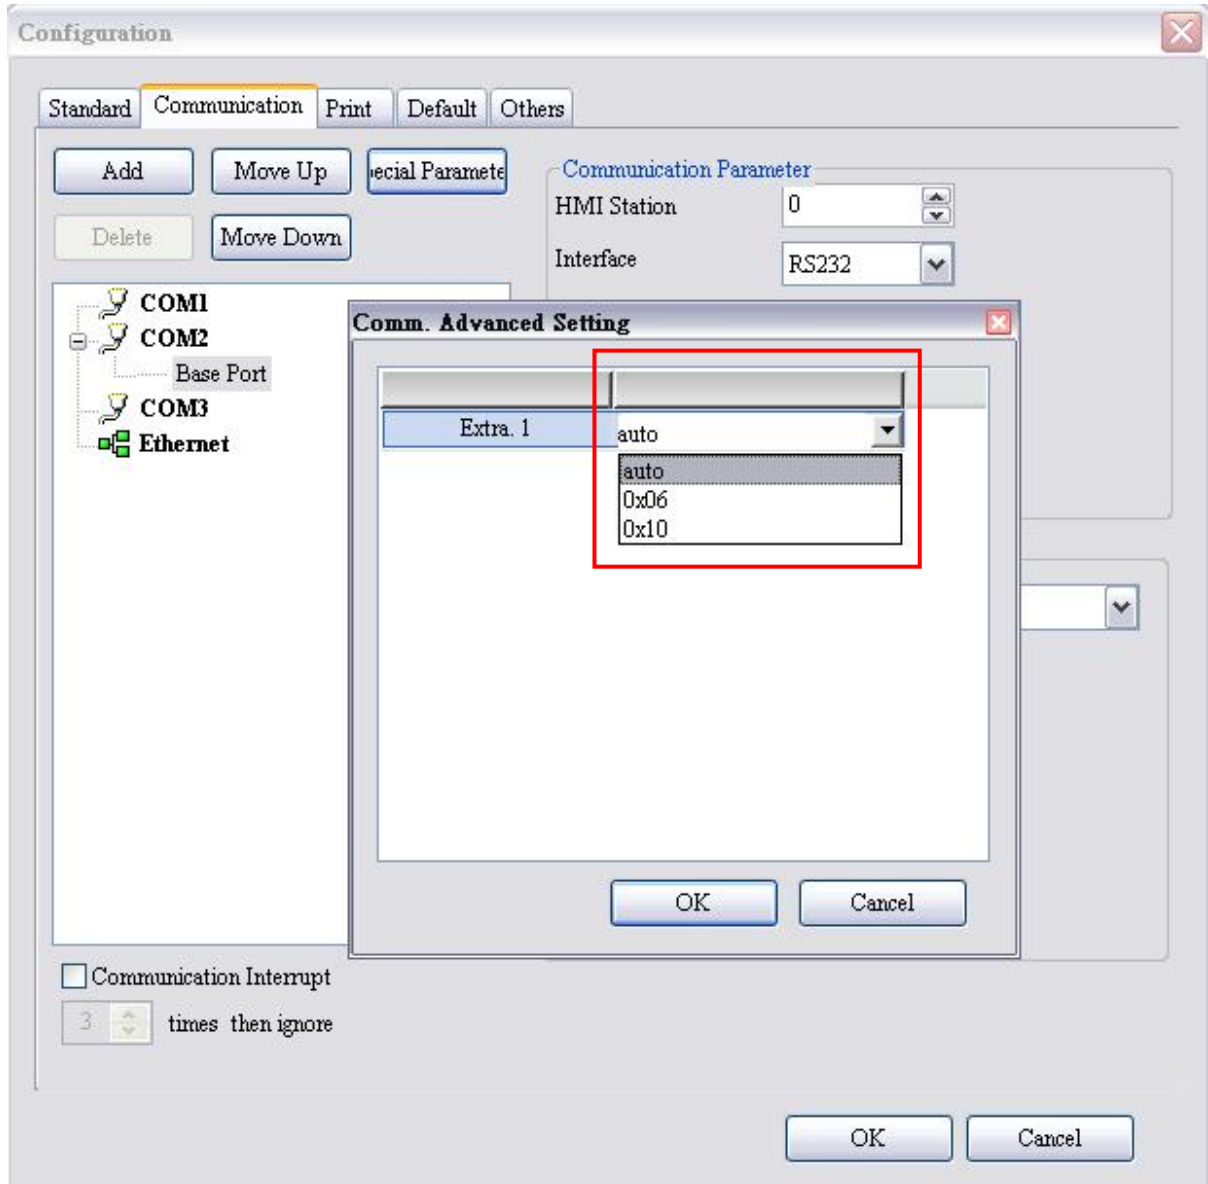 Configuration
Standard Communication Print Default Others
Add Move Up ecial Paramete
Delete Move Down
Communication Parameter
HMI Station 0
Interface RS232
COM1
COM2
Base Port
COM3
Ethernet
Comm. Advanced Setting
Extra. 1 auto
auto
0x06
0x10
OK Cancel
Communication Interrupt
3 times then ignore
OK Cancel